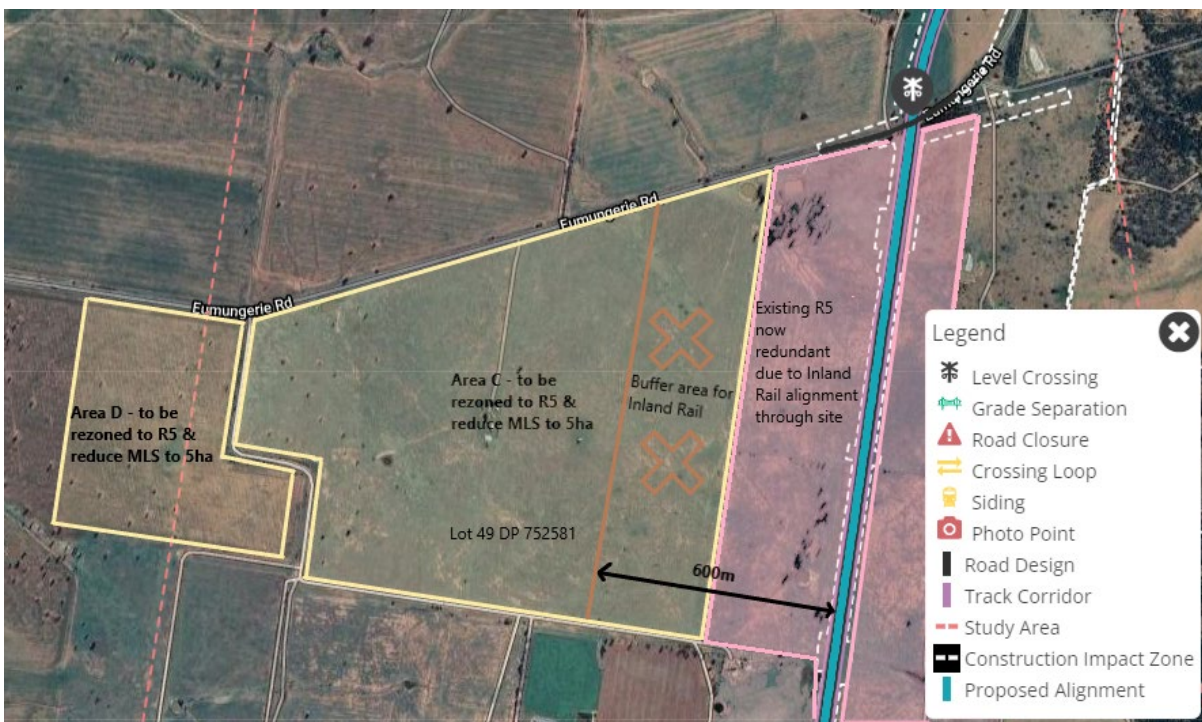 Eumungerie Rd
Eumungerie Rd
Eumungerie Rd
Area D - to be
rezoned to R5 &
reduce MLS to 5ha
Area C - to be
rezoned to R5 &
reduce MLS to 5ha
Buffer area for
Inland Rail
Existing R5
now
redundant
due to Inland
Rail alignment
through site
Lot 49 DP 752581
600m
Legend
Level Crossing
Grade Separation
Road Closure
Crossing Loop
Siding
Photo Point
Road Design
Track Corridor
Study Area
Construction Impact Zone
Proposed Alignment